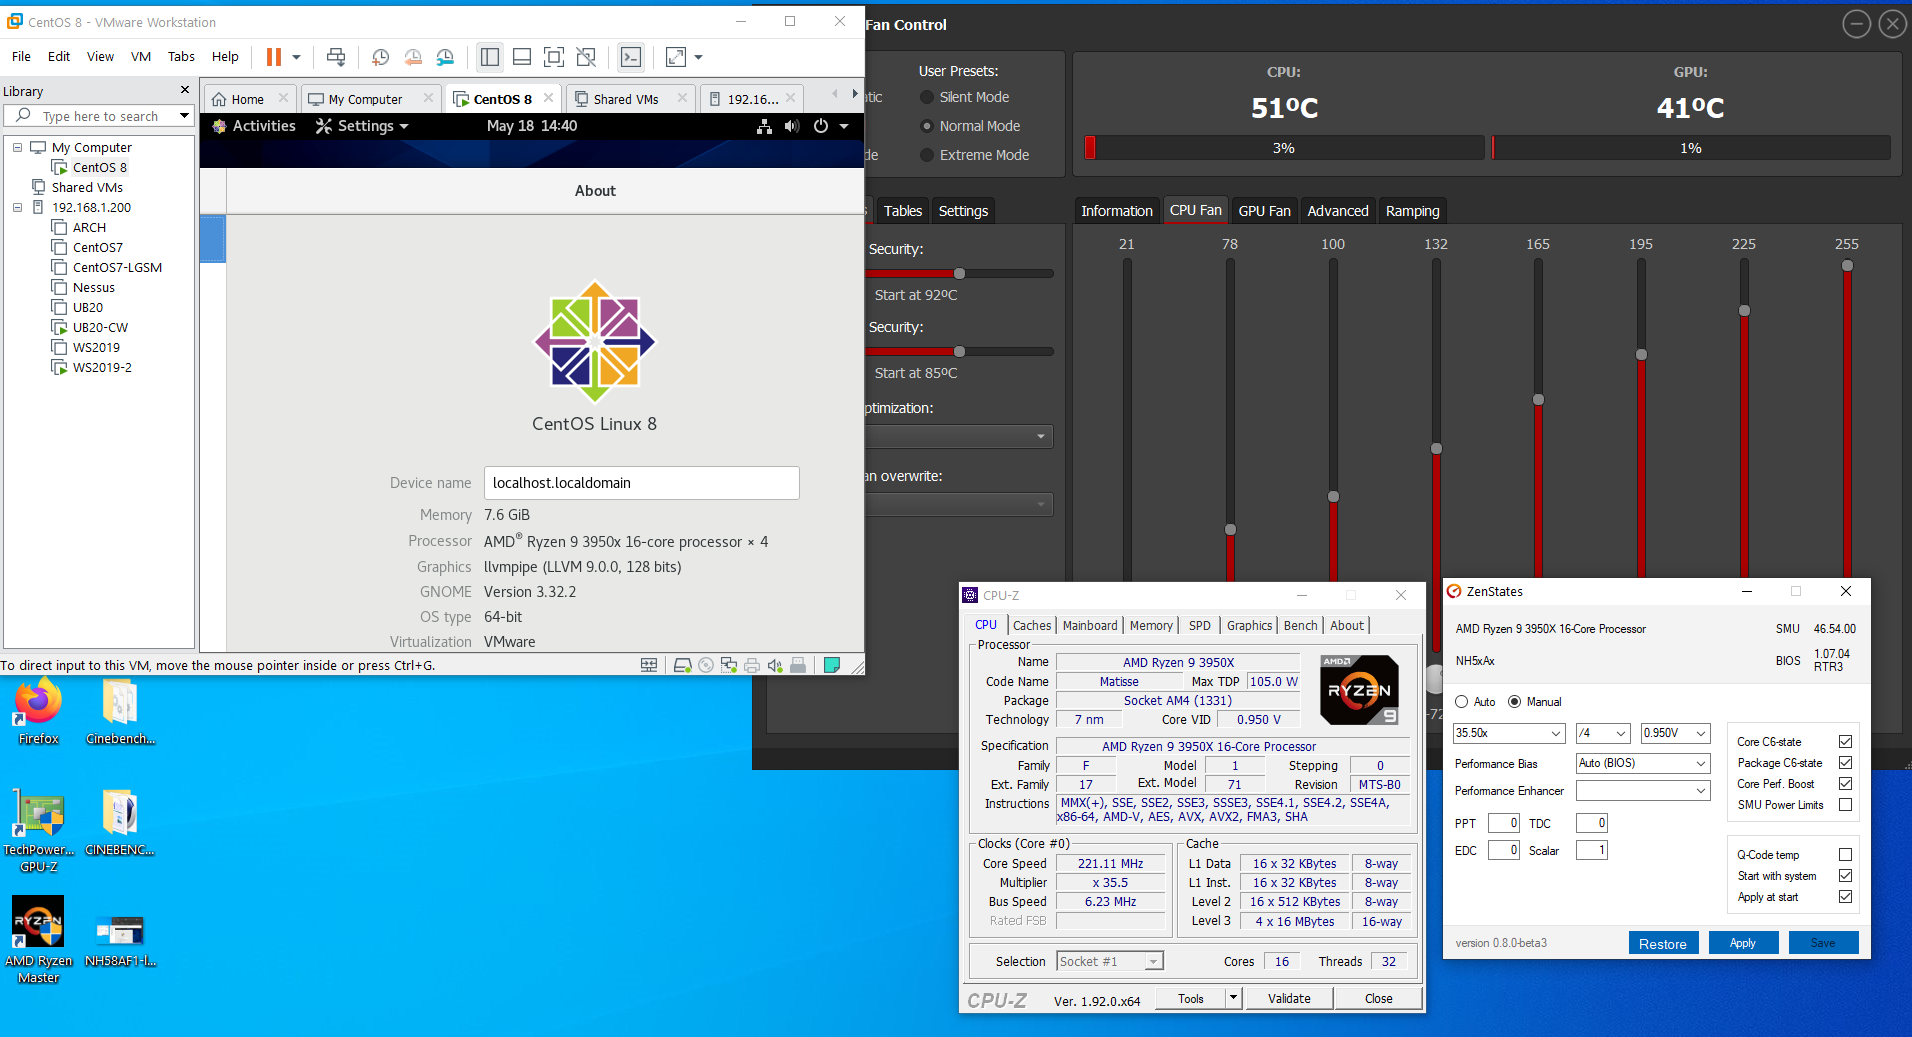 CentOS 8 - VMware Workstation
File Edit View VM Tabs Help
Library
Type here to search
My Computer
CentOS 8
Shared VMs
192.168.1.200
ARCH
CentOS7
CentOS7-LGSM
Nessus
UB20
UB20-CW
WS2019
WS2019-2
Home My Computer CentOS 8 Shared VMs 192.16...
Activities Settings May 18 14:40
About
CentOS Linux 8
Device name localhost.localdomain
Memory 7.6 GiB
Processor AMD® Ryzen 9 3950x 16-core processor × 4
Graphics llvmpipe (LLVM 9.0.0, 128 bits)
GNOME Version 3.32.2
OS type 64-bit
Virtualization VMware
To direct input to this VM, move the mouse pointer inside or press Ctrl+G.
Fan Control
User Presets:
tic Silent Mode
Normal Mode
de Extreme Mode
CPU: GPU:
51ºC 41ºC
3% 1%
s Tables Settings
Security:
Start at 92ºC
Security:
Start at 85ºC
ptimization:
an overwrite:
Information CPU Fan GPU Fan Advanced Ramping
21 78 100 132 165 195 225 255
-72
CPU-Z
CPU Caches Mainboard Memory SPD Graphics Bench About
Processor
Name AMD Ryzen 9 3950X
Code Name Matisse Max TDP 105.0 W
Package Socket AM4 (1331)
Technology 7 nm Core VID 0.950 V
Specification AMD Ryzen 9 3950X 16-Core Processor
Family F Model 1 Stepping 0
Ext. Family 17 Ext. Model 71 Revision MTS-B0
Instructions MMX(+), SSE, SSE2, SSE3, SSSE3, SSE4.1, SSE4.2, SSE4A,
x86-64, AMD-V, AES, AVX, AVX2, FMA3, SHA
AMD
RYZEN
9
Clocks (Core #0)
Core Speed 221.11 MHz
Multiplier x 35.5
Bus Speed 6.23 MHz
Rated FSB
Cache
L1 Data 16 x 32 KBytes 8-way
L1 Inst. 16 x 32 KBytes 8-way
Level 2 16 x 512 KBytes 8-way
Level 3 4 x 16 MBytes 16-way
Selection Socket #1 Cores 16 Threads 32
CPU-Z Ver. 1.92.0.x64 Tools Validate Close
ZenStates
AMD Ryzen 9 3950X 16-Core Processor SMU 46.54.00
NH5xAx BIOS 1.07.04
RTR3
Auto Manual
35.50x /4 0.950V
Performance Bias Auto (BIOS)
Performance Enhancer
PPT 0 TDC 0
EDC 0 Scalar 1
Core C6-state
Package C6-state
Core Perf. Boost
SMU Power Limits
Q-Code temp
Start with system
Apply at start
version 0.8.0-beta3 Restore Apply Save
Firefox
Cinebench...
TechPower...
GPU-Z
CINEBENC...
RYZEN
AMD Ryzen
Master
NH58AF1-l...